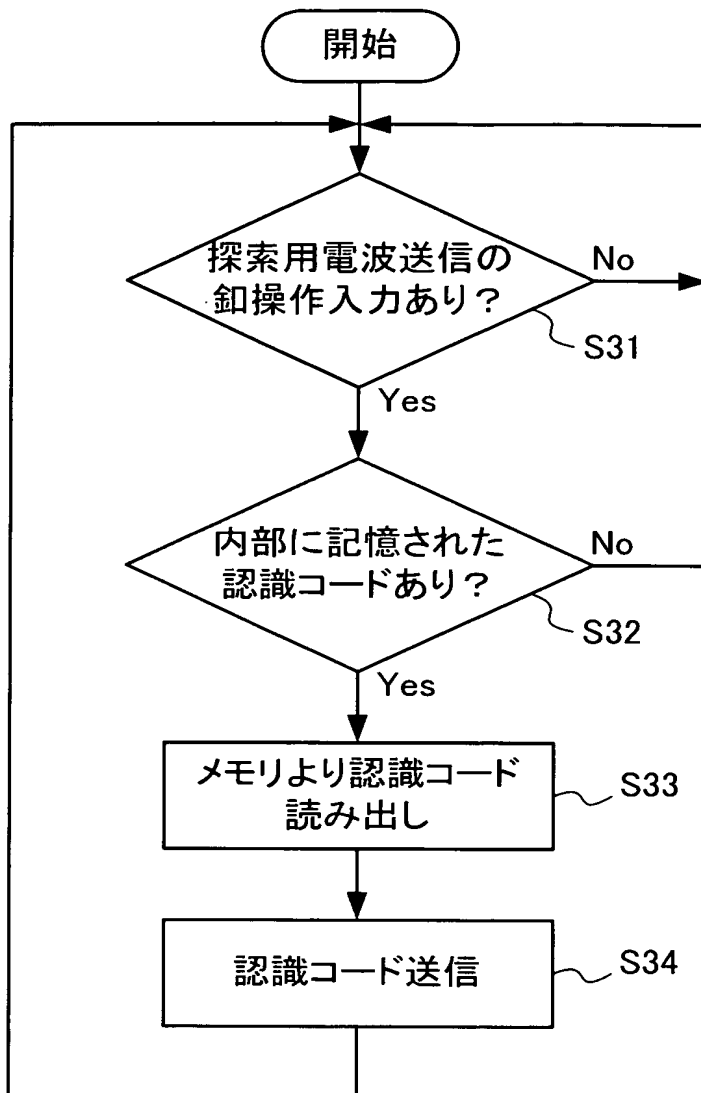 開始
探索用電波送信の
釦操作入力あり？
No
S31
Yes
内部に記憶された
認識コードあり？
No
S32
Yes
メモリより認識コード
読み出し
S33
認識コード送信
S34